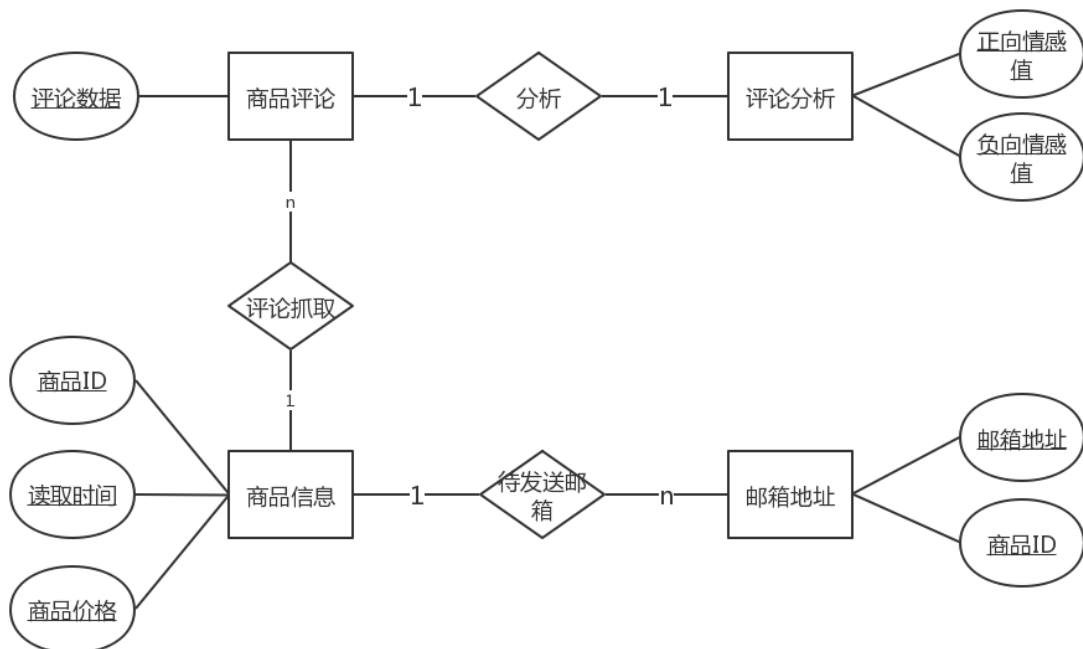 评论数据
商品评论
1
分析
1
评论分析
正向情感
值
负向情感
值
n
评论抓取
1
商品ID
读取时间
商品价格
商品信息
1
待发送邮
箱
n
邮箱地址
邮箱地址
商品ID